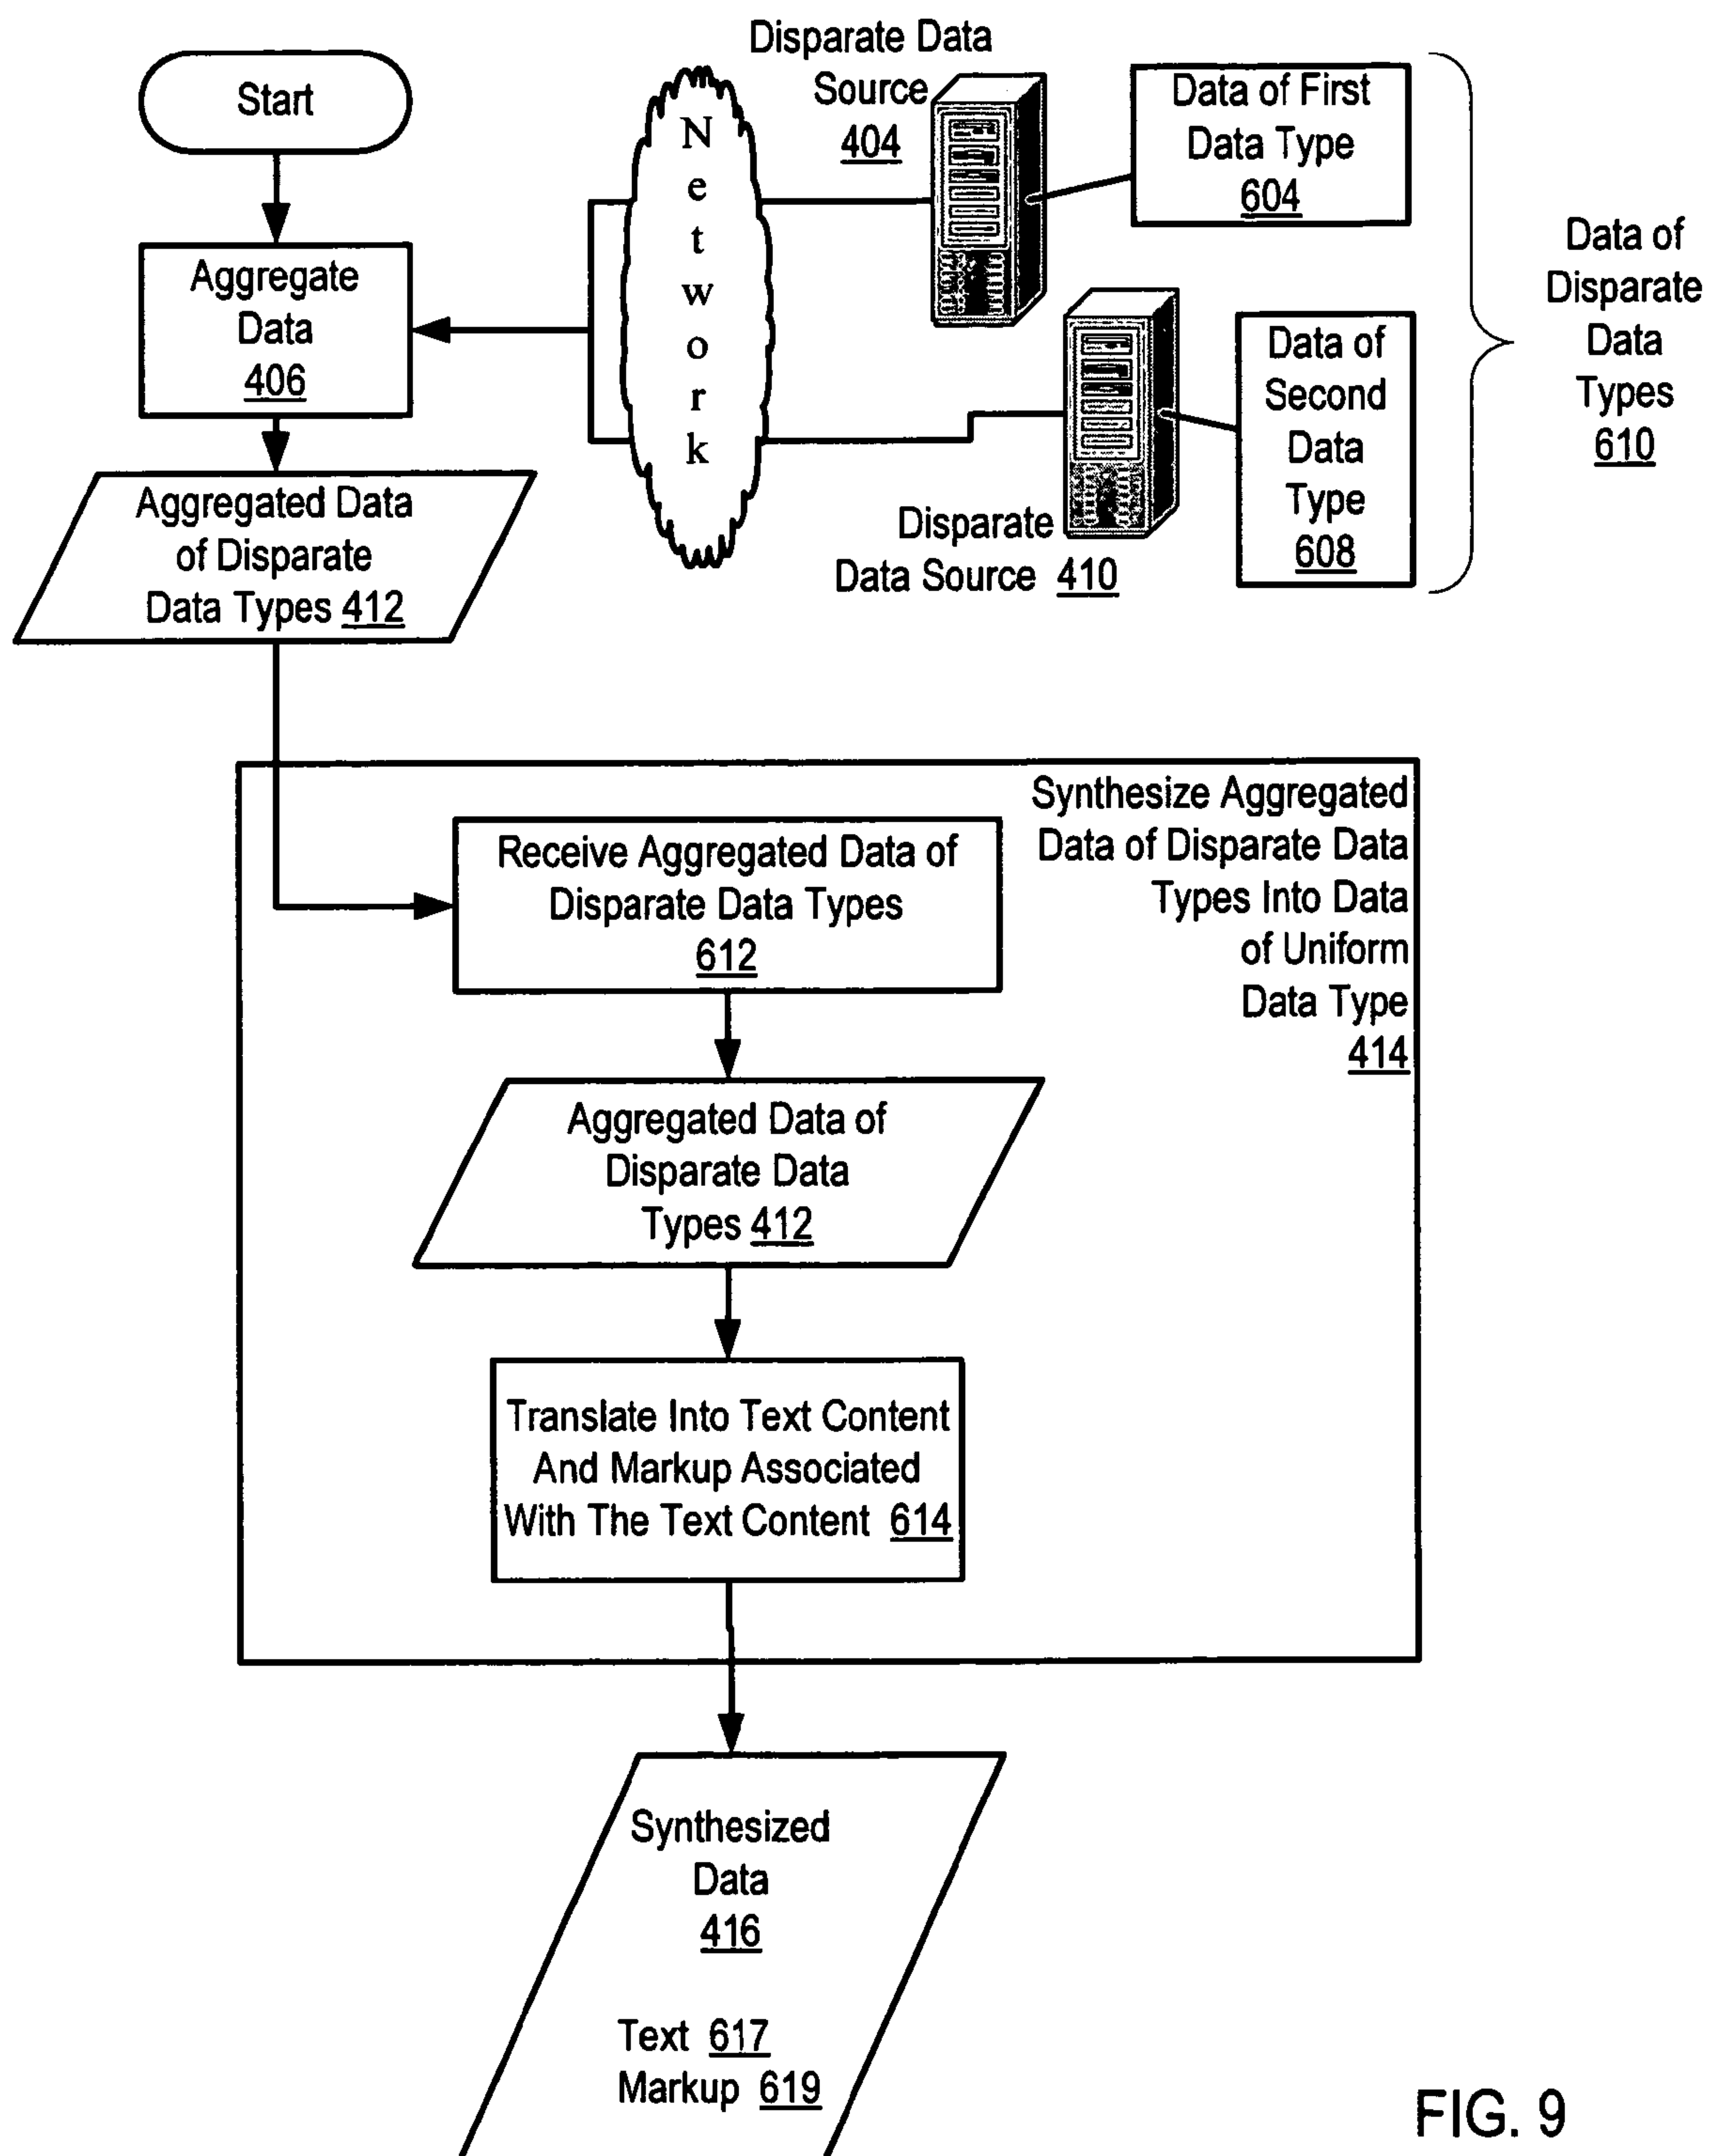 Start
Disparate Data
Source
404
Data of First
Data Type
604
N
e
t
w
o
r
k
Data of
Disparate
Data
Types
610
Aggregate
Data
406
Data of
Second
Data
Type
608
Disparate
Data Source 410
Aggregated Data
of Disparate
Data Types 412
Synthesize Aggregated
Data of Disparate Data
Types Into Data
of Uniform
Data Type
414
Receive Aggregated Data of
Disparate Data Types
612
Aggregated Data of
Disparate Data
Types 412
Translate Into Text Content
And Markup Associated
With The Text Content 614
Synthesized
Data
416
Text 617
Markup 619
FIG. 9